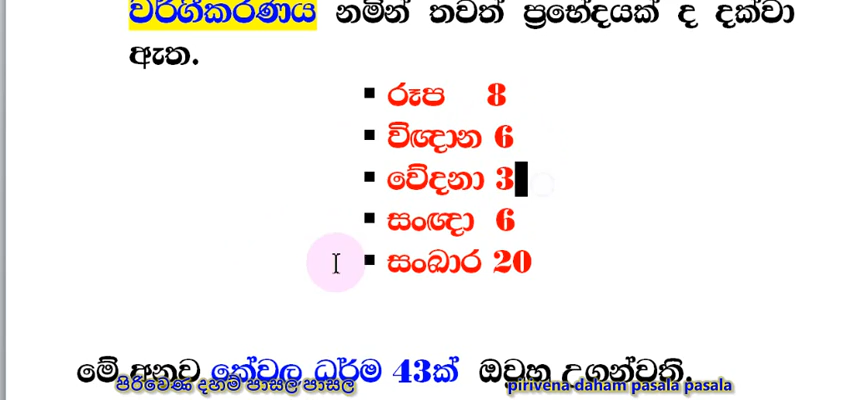 වර්ගීකරණය නමින් තවත් ප්‍රභේදයක් ද දක්වා
ඇත.
▪ රූප 8
▪ විඥාන 6
▪ වේදනා 3
▪ සංඥා 6
▪ සංඛාර 20
මේ අනුව කේවල ධර්ම 43ක් ඔවුහු උගන්වති.
පිරිවෙණ දහම් පාසල පාසල pirivena-daham pasala pasala